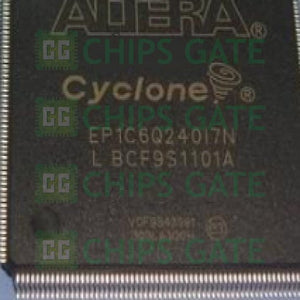 ALTERA®
Cyclone®
EP1C6Q240I7N
L BCF9S1101A
CHIPS GATE
CHIPS GATE
CHIPS GATE
CHIPS GATE